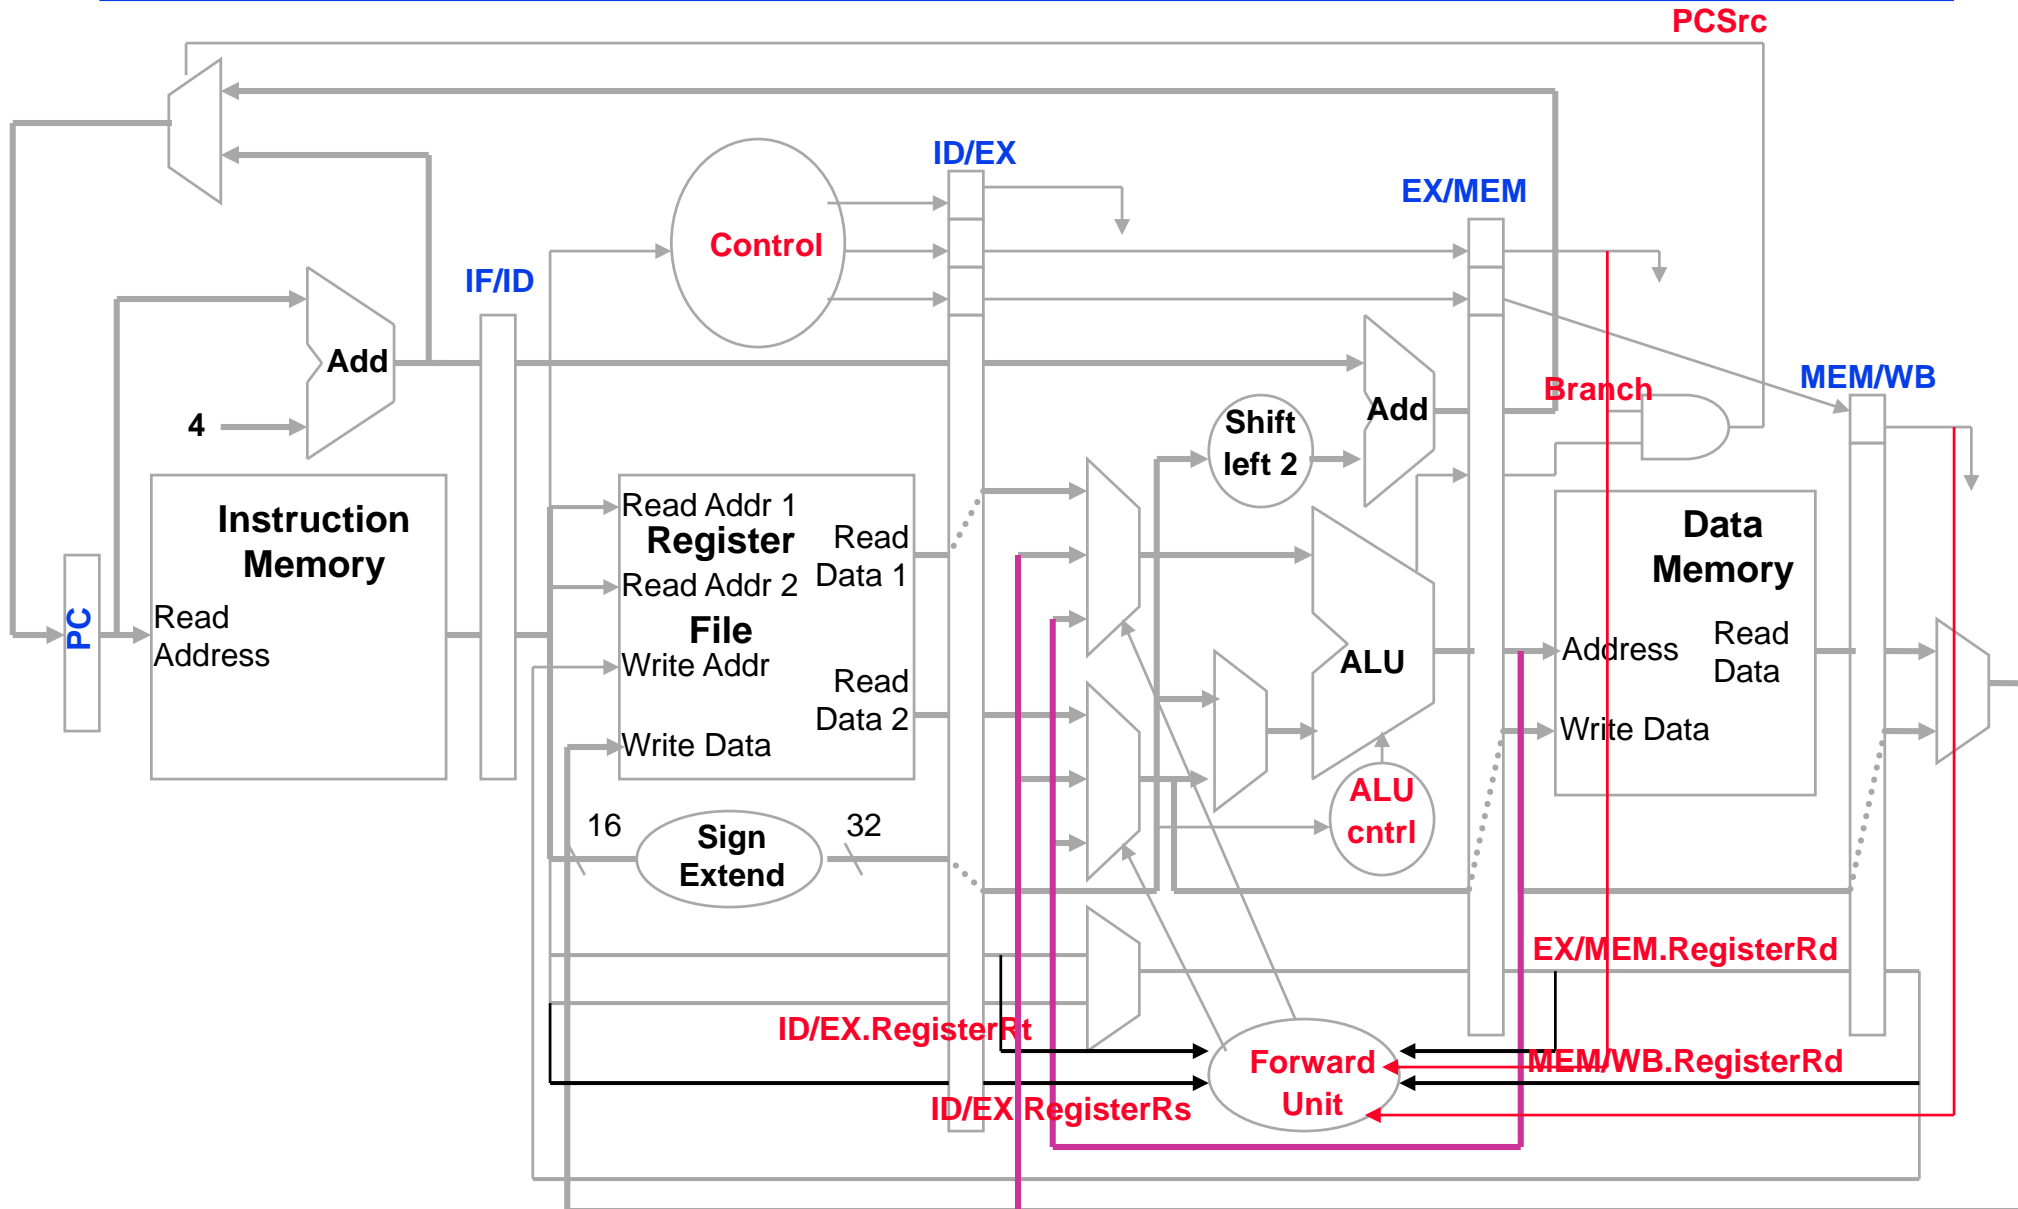 PCSrc
ID/EX
EX/MEM
Control
IF/ID
Add
MEM/WB
Branch
Shift
left 2
Add
4
Instruction
Memory
Read
Address
PC
Read Addr 1
Register
Read Addr 2
File
Write Addr
Write Data
Read
Data 1
Read
Data 2
ALU
Data
Memory
Address
Read
Data
Write Data
ALU
cntrl
16
Sign
Extend
32
EX/MEM.RegisterRd
ID/EX.RegisterRt
Forward
Unit
MEM/WB.RegisterRd
ID/EX.RegisterRs